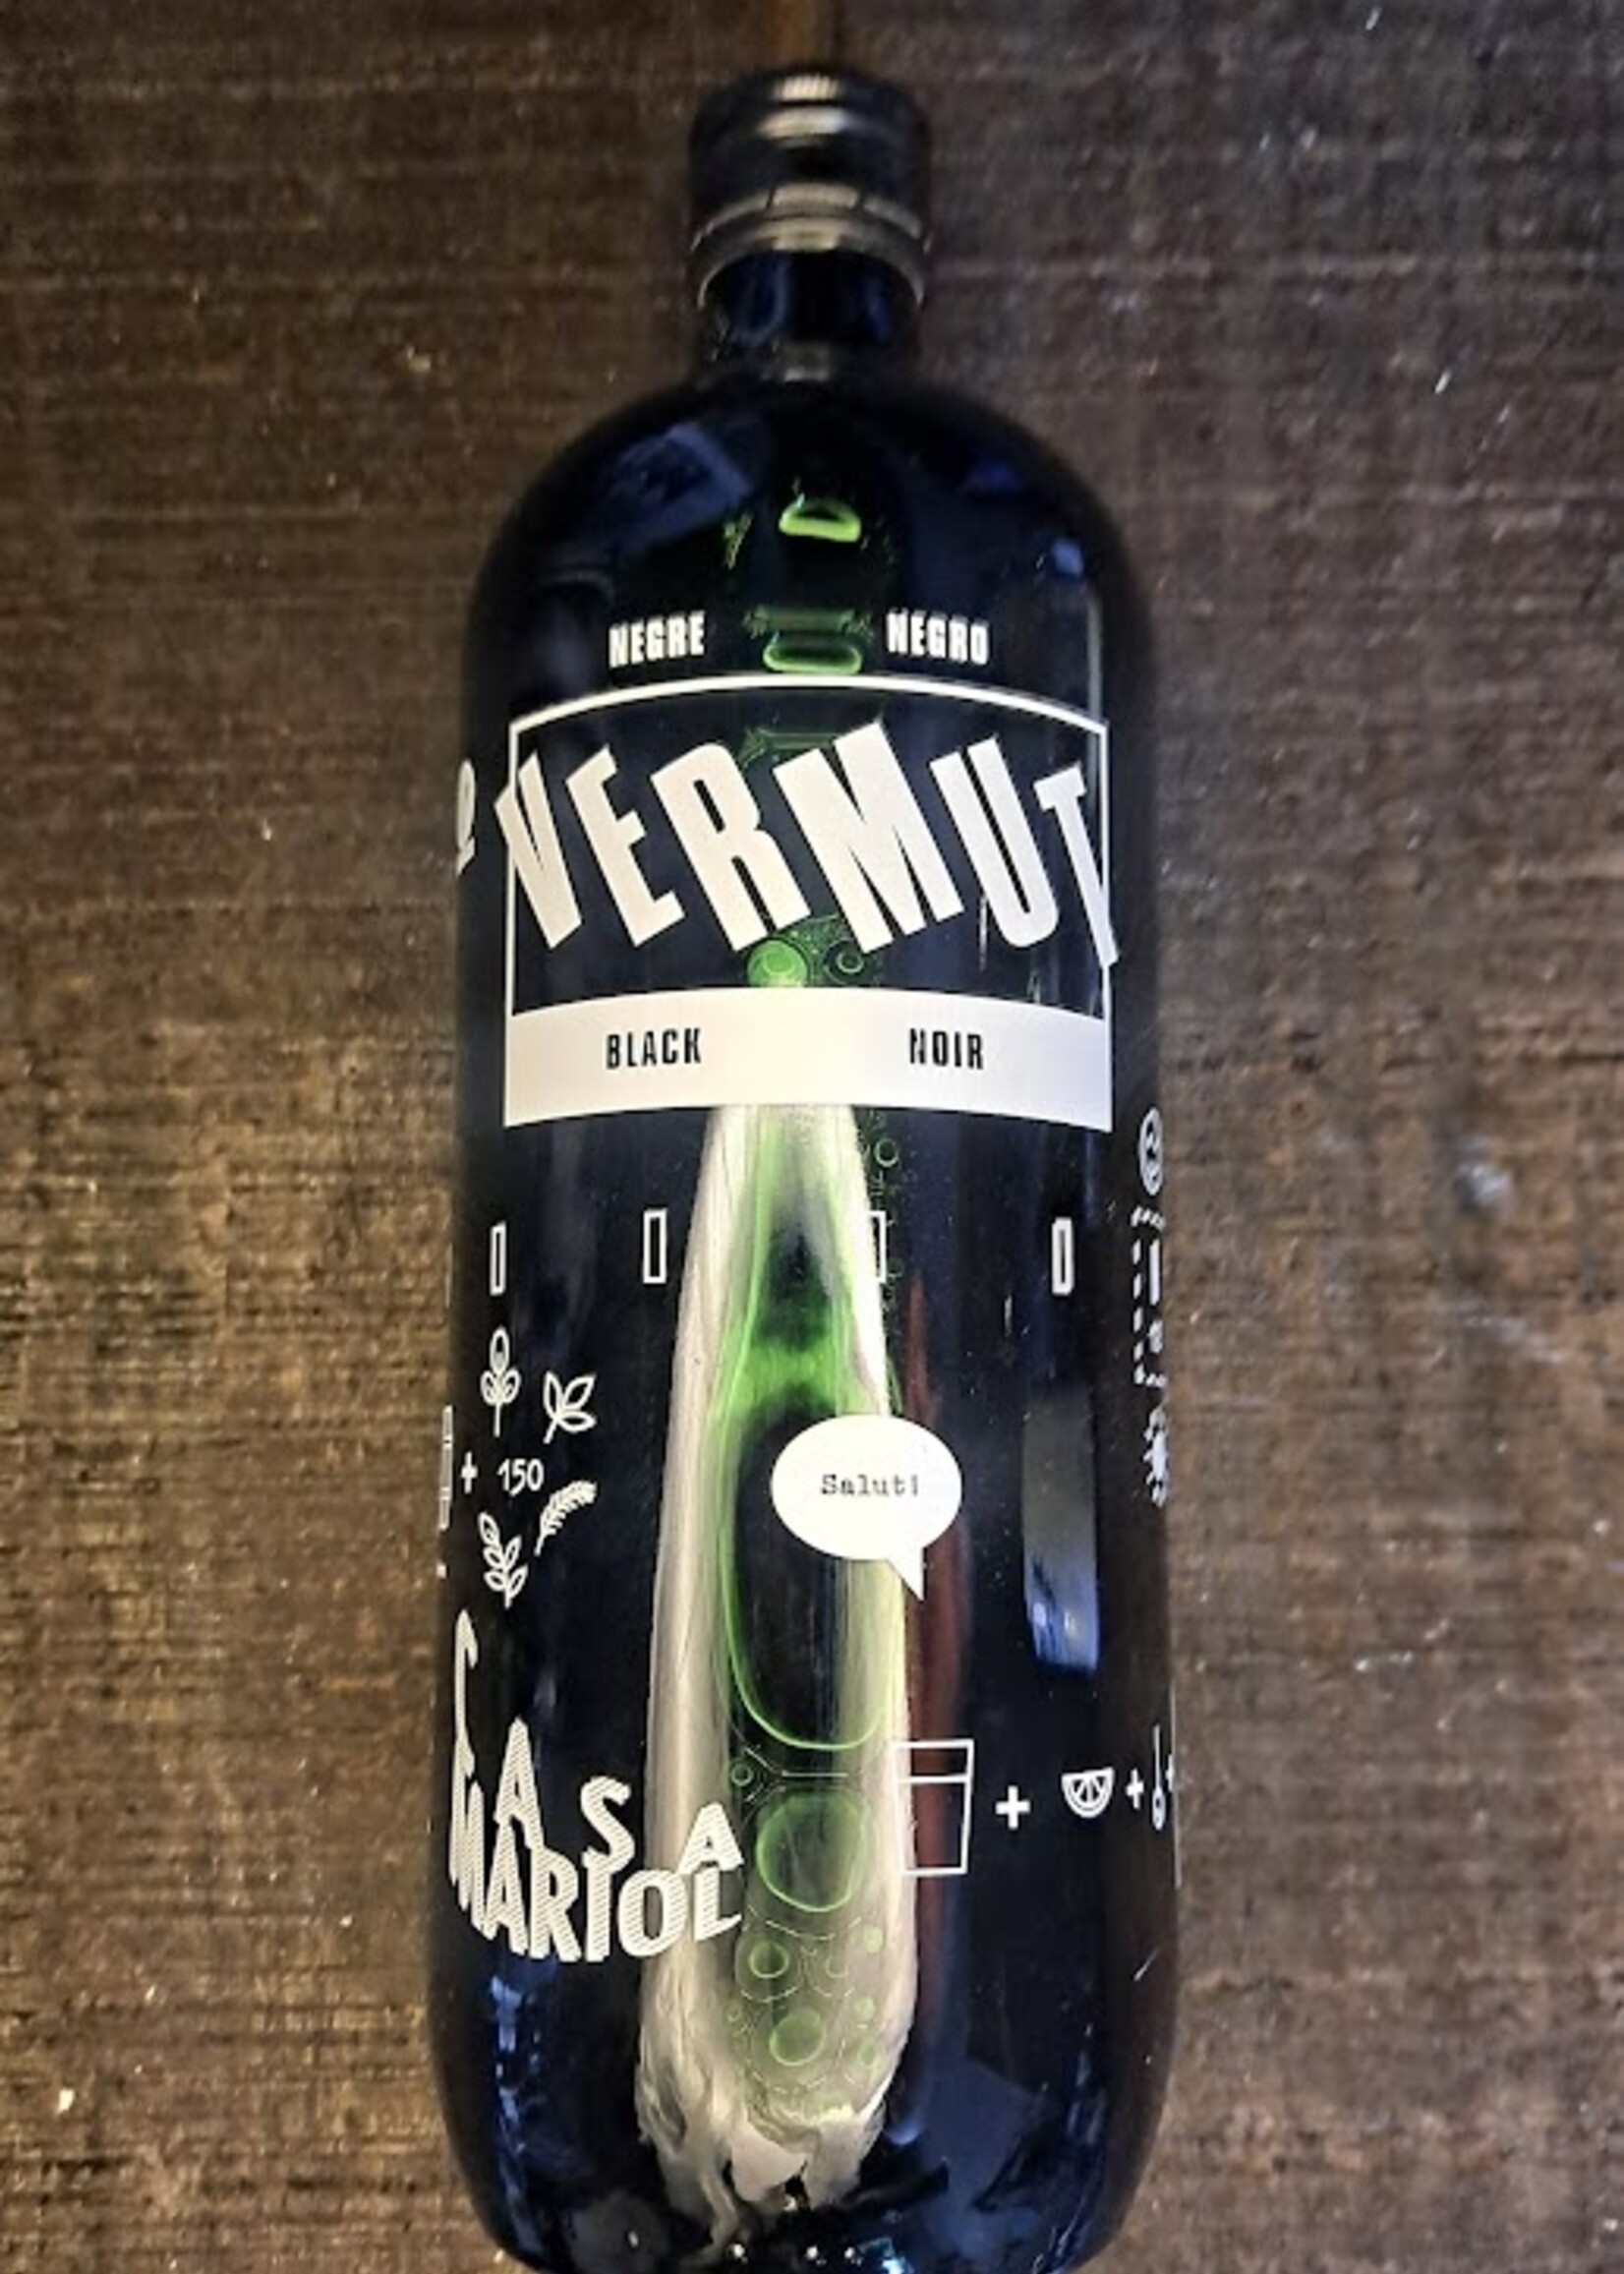 NEGRE NEGRO
VERMUT
BLACK NOIR
+ 150
Salut!
+ +
CASA
MARIOL